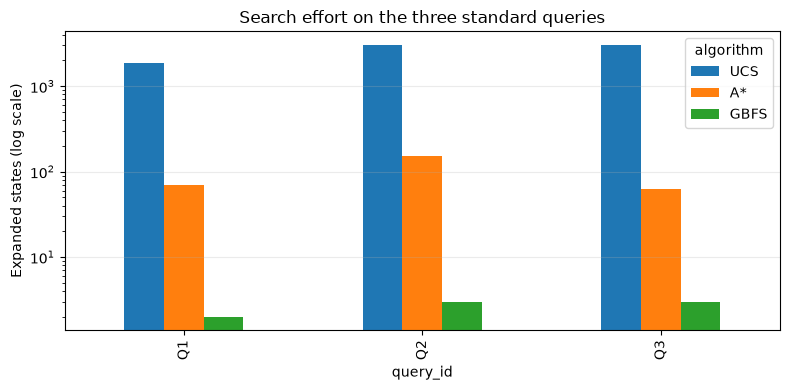 Search effort on the three standard queries
Expanded states (log scale)
10³
10²
10¹
algorithm
UCS
A*
GBFS
Q1
Q2
Q3
query_id